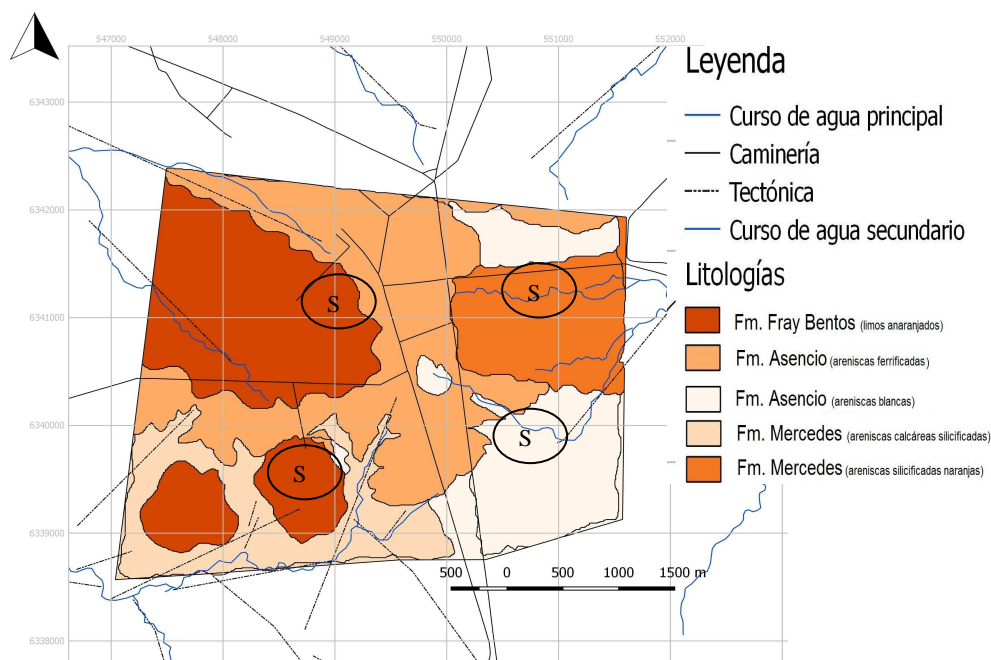 547000 548000 549000 550000 551000 552000
Leyenda
6343000
Curso de agua principal
Caminería
Tectónica
6342000
Curso de agua secundario
Litologías
S S
6341000
Fm. Fray Bentos (limos anaranjados)
Fm. Asencio (areniscas ferrificadas)
Fm. Asencio (areniscas blancas)
6340000
Fm. Mercedes (areniscas calcáreas silicificadas)
S
S
Fm. Mercedes (areniscas silicificadas naranjas)
6339000
500 0 500 1000 1500 m
6338000